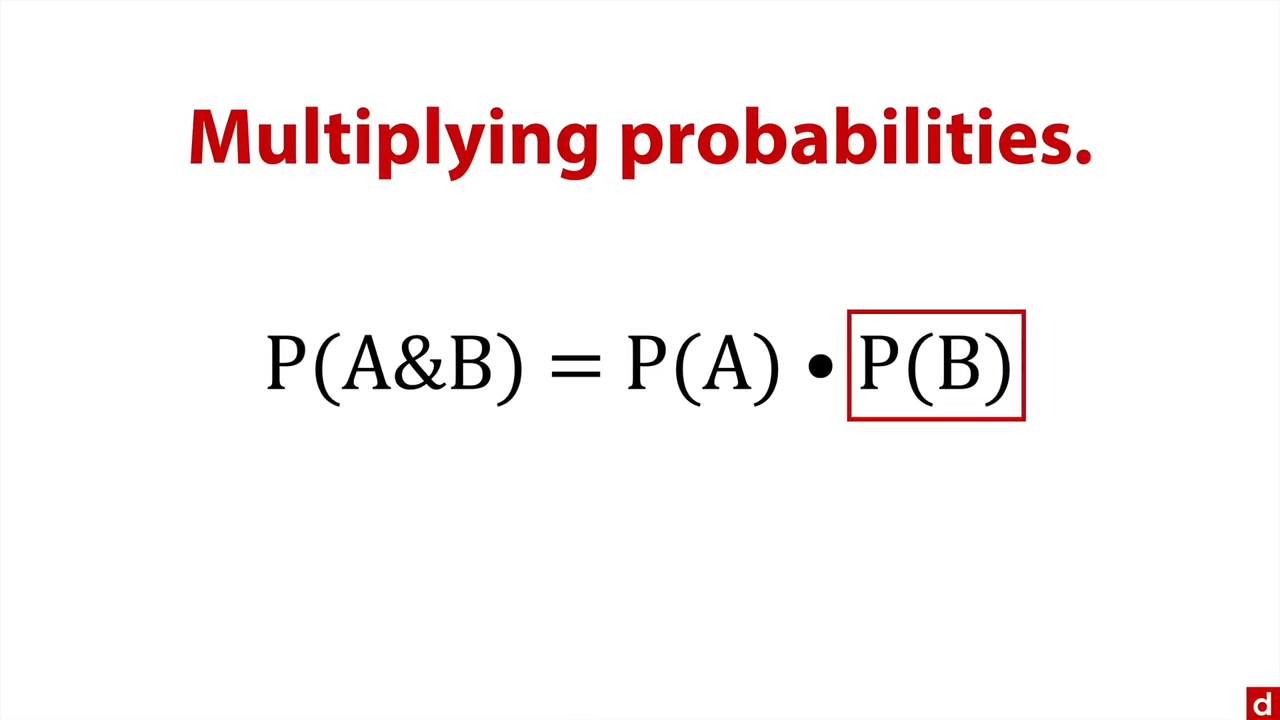 Multiplying probabilities.
P(A&B) = P(A) • P(B)
d